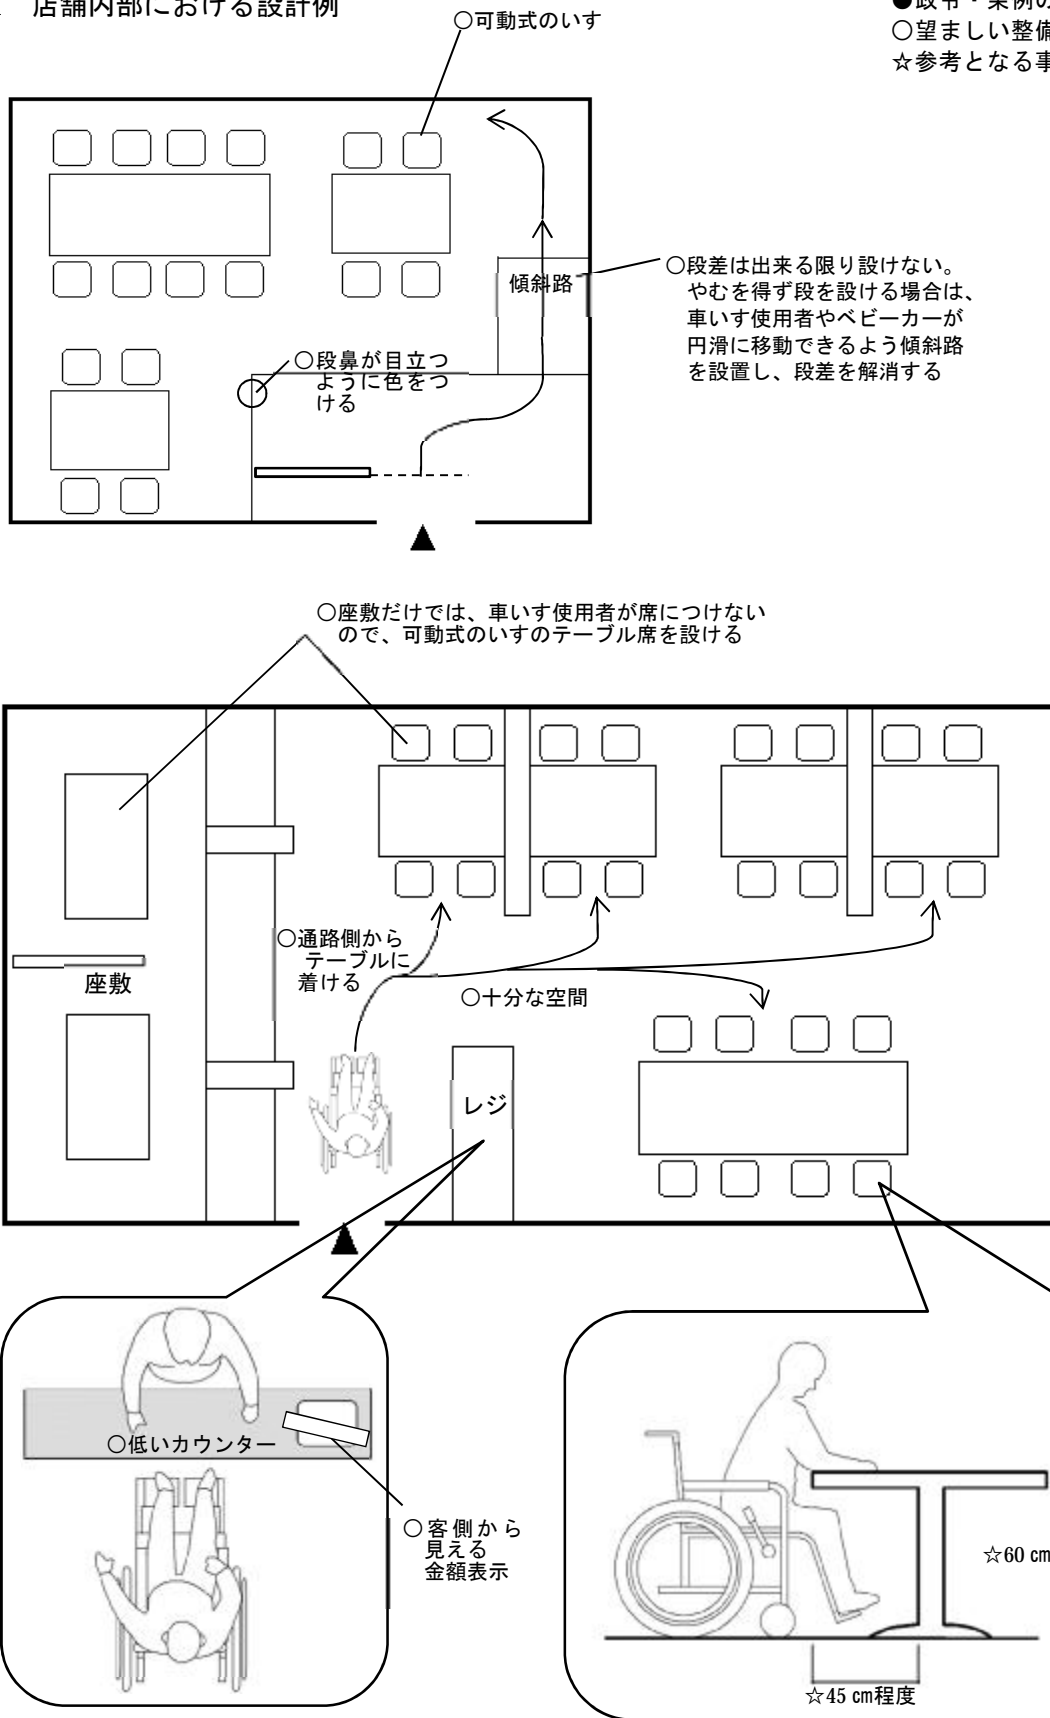 店舗内部における設計例
○可動式のいす
●政令・条例の
○望ましい整備
☆参考となる事
傾斜路
○段差は出来る限り設けない。
やむを得ず段を設ける場合は、
車いす使用者やベビーカーが
円滑に移動できるよう傾斜路
を設置し、段差を解消する
○段鼻が目立つ
ように色をつ
ける
○座敷だけでは、車いす使用者が席につけない
ので、可動式のいすのテーブル席を設ける
○通路側から
テーブルに
着ける
座敷
○十分な空間
レジ
○低いカウンター
○客側から
見える
金額表示
☆60 cm
☆45 cm程度